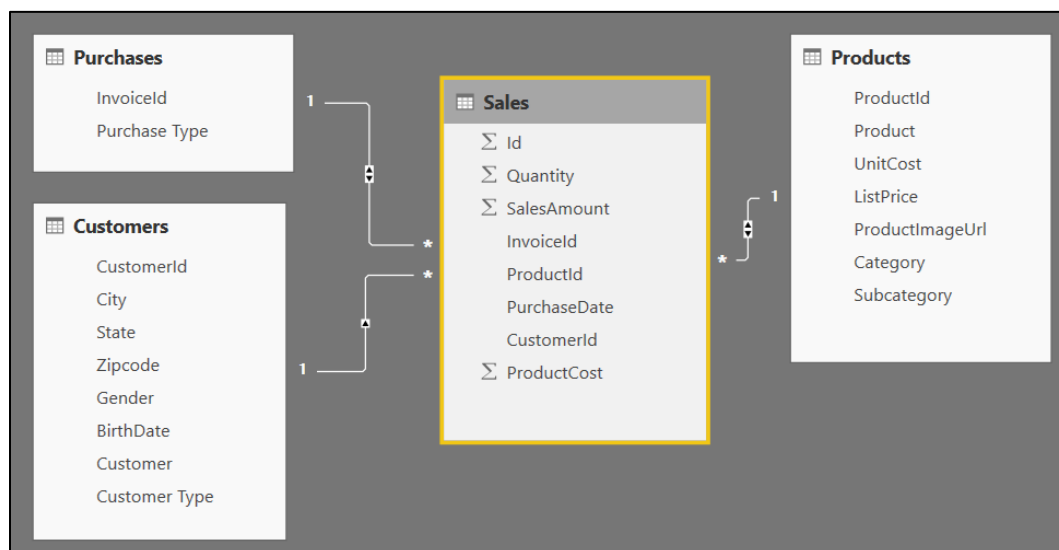 Purchases
InvoiceId
Purchase Type
1
*
Customers
CustomerId
City
State
Zipcode
Gender
BirthDate
Customer
Customer Type
1
*
Sales
Σ Id
Σ Quantity
Σ SalesAmount
InvoiceId
ProductId
PurchaseDate
CustomerId
Σ ProductCost
*
1
Products
ProductId
Product
UnitCost
ListPrice
ProductImageUrl
Category
Subcategory